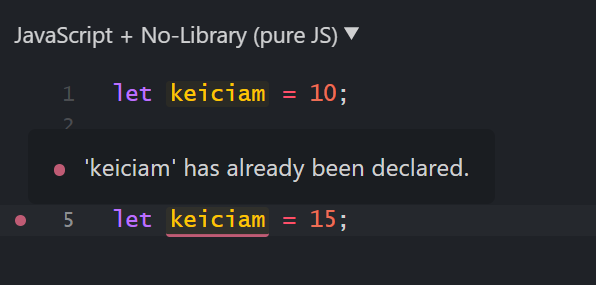 JavaScript + No-Library (pure JS) ▼
1 let keiciam = 10;
2
'keiciam' has already been declared.
5 let keiciam = 15;